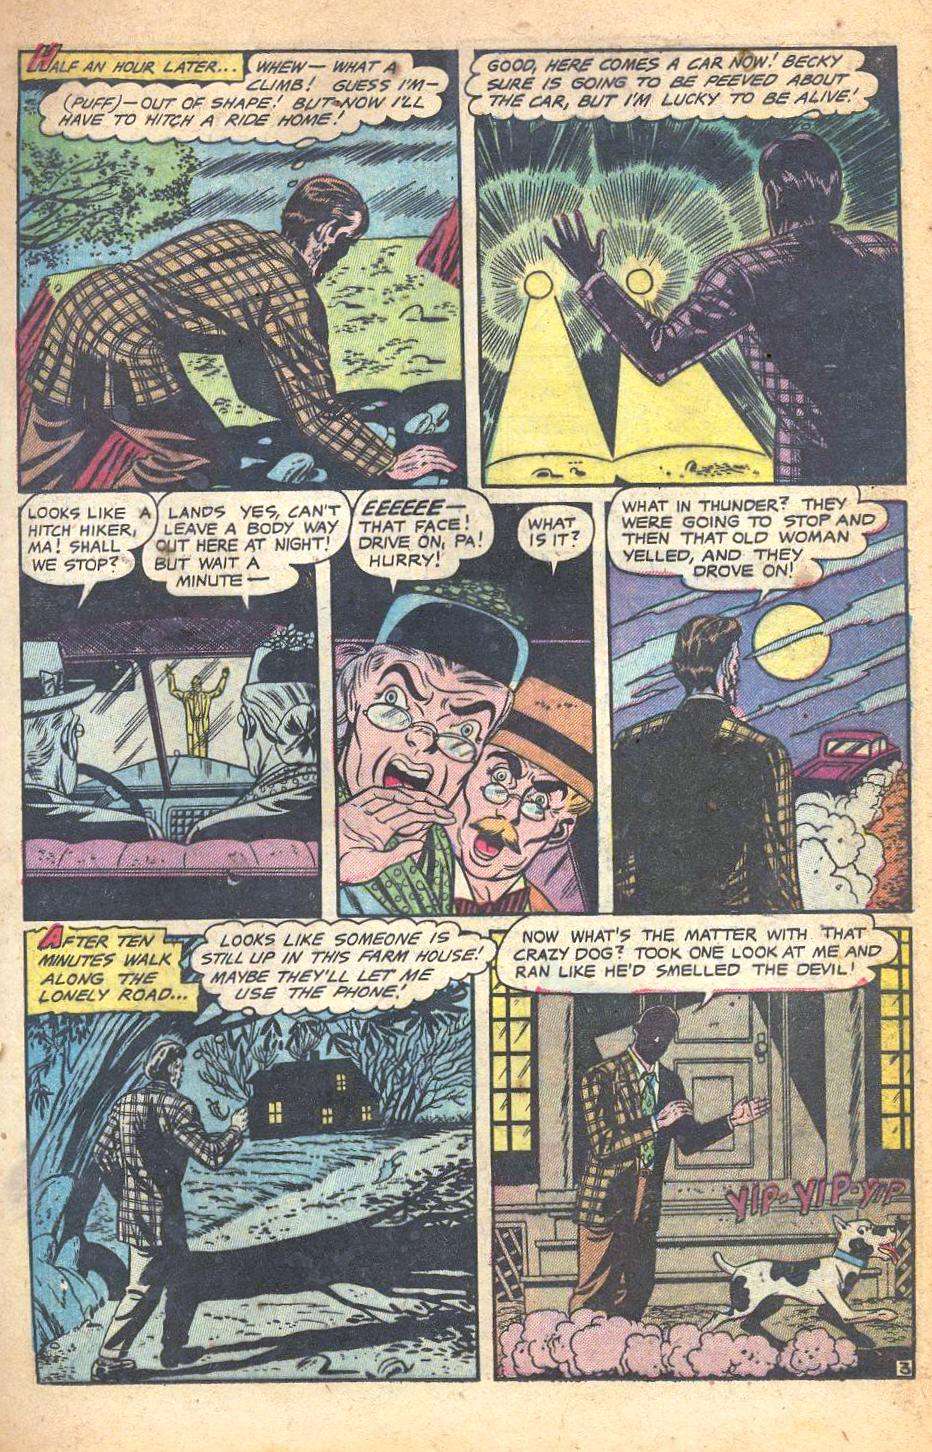 HALF AN HOUR LATER...
WHEW— WHAT A
CLIMB! GUESS I'M—
(PUFF)—OUT OF SHAPE! BUT NOW I'LL
HAVE TO HITCH A RIDE HOME!
GOOD, HERE COMES A CAR NOW! BECKY
SURE IS GOING TO BE PEEVED ABOUT
THE CAR, BUT I'M LUCKY TO BE ALIVE!
LOOKS LIKE A
HITCH HIKER,
MA! SHALL
WE STOP?
LANDS YES, CAN'T
LEAVE A BODY WAY
OUT HERE AT NIGHT!
BUT WAIT A
MINUTE—
EEEEEE—
THAT FACE!
DRIVE ON, PA!
HURRY!
WHAT
IS IT?
WHAT IN THUNDER? THEY
WERE GOING TO STOP AND
THEN THAT OLD WOMAN
YELLED, AND THEY
DROVE ON!
AFTER TEN
MINUTES WALK
ALONG THE
LONELY ROAD...
LOOKS LIKE SOMEONE IS
STILL UP IN THIS FARM HOUSE!
MAYBE THEY'LL LET ME
USE THE PHONE!
NOW WHAT'S THE MATTER WITH THAT
CRAZY DOG? TOOK ONE LOOK AT ME AND
RAN LIKE HE'D SMELLED THE DEVIL!
YIP-YIP-YIP
3